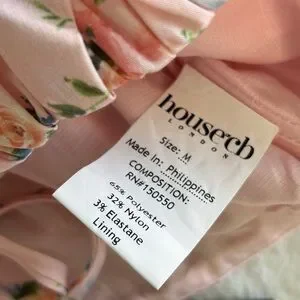 house of cb
LONDON
Size: M
Made in: Philippines
COMPOSITION:
RN#150550
65% Polyester
32% Nylon
3% Elastane
Lining